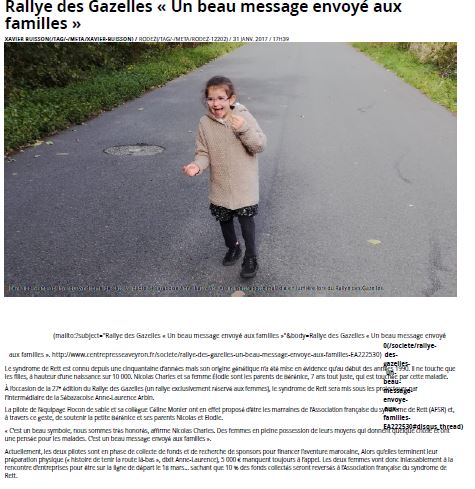 Rallye des Gazelles « Un beau message envoyé aux
familles »
XAVIER BUISSON(/TAG/-/META/XAVIER-BUISSON) / RODEZ(/TAG/-/META/RODEZ-12202) / 31 JANV. 2017 / 17H39
lors du Rallye des Gazelles.
(mailto:?subject="Rallye des Gazelles « Un beau message envoyé aux familles »"&body=Rallye des Gazelles « Un beau message envoyé
aux familles ». http://www.centrepresseaveyron.fr/societe/rallye-des-gazelles-un-beau-message-envoye-aux-familles-EA222530)
0(/societe/rallye-
des-
gazelles-
un-
beau-
message-
envoye-
aux-
familles-
EA222530#disqus_thread)
Le syndrome de Rett est connu depuis une cinquantaine d'années mais son origine génétique n'a été mise en évidence qu'au début des années 1990. Il ne touche que
les filles, à hauteur d'une naissance sur 10 000. Nicolas Charles et sa femme Élodie sont les parents de Bérénice, 7 ans tout juste, qui est touchée par cette maladie.
À l'occasion de la 27e édition du Rallye des Gazelles (un rallye exclusivement réservé aux femmes), le syndrome de Rett sera mis sous les projecteurs par
l'intermédiaire de la Sébazacoise Anne-Laurence Arbin.
La pilote de l'équipage Flocon de sable et sa collègue Céline Monier ont en effet proposé d'être les marraines de l'Association française du syndrome de Rett (AFSR) et,
à travers ce geste, de soutenir la petite Bérénice et ses parents Nicolas et Élodie.
« C'est un beau symbole, nous sommes très honorés, affirme Nicolas Charles. Des femmes en pleine possession de leurs moyens qui donnent quelque chose et ont
une pensée pour les malades. C'est un beau message envoyé aux familles ».
Actuellement, les deux pilotes sont en phase de collecte de fonds et de recherche de sponsors pour financer l'aventure marocaine. Alors qu'elles terminent leur
préparation physique (« histoire de tenir la route là-bas », dixit Anne-Laurence), 5 000 € manquent toujours à l'appel. Les deux femmes vont donc inlassablement à la
rencontre d'entreprises pour être sur la ligne de départ le 18 mars... sachant que 10 % des fonds collectés seront reversés à l'Association française du syndrome de
Rett.